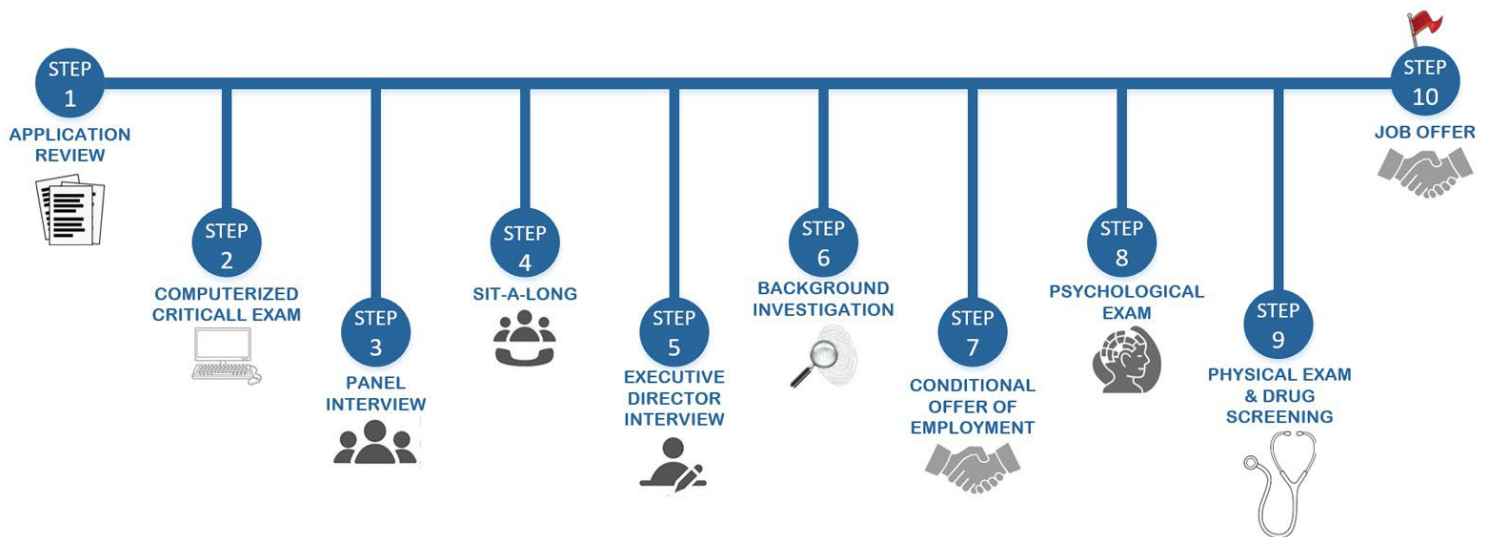 STEP
1
APPLICATION
REVIEW
STEP
2
COMPUTERIZED
CRITICALL EXAM
STEP
3
PANEL
INTERVIEW
STEP
4
SIT-A-LONG
STEP
5
EXECUTIVE
DIRECTOR
INTERVIEW
STEP
6
BACKGROUND
INVESTIGATION
STEP
7
CONDITIONAL
OFFER OF
EMPLOYMENT
STEP
8
PSYCHOLOGICAL
EXAM
STEP
9
PHYSICAL EXAM
& DRUG
SCREENING
STEP
10
JOB OFFER